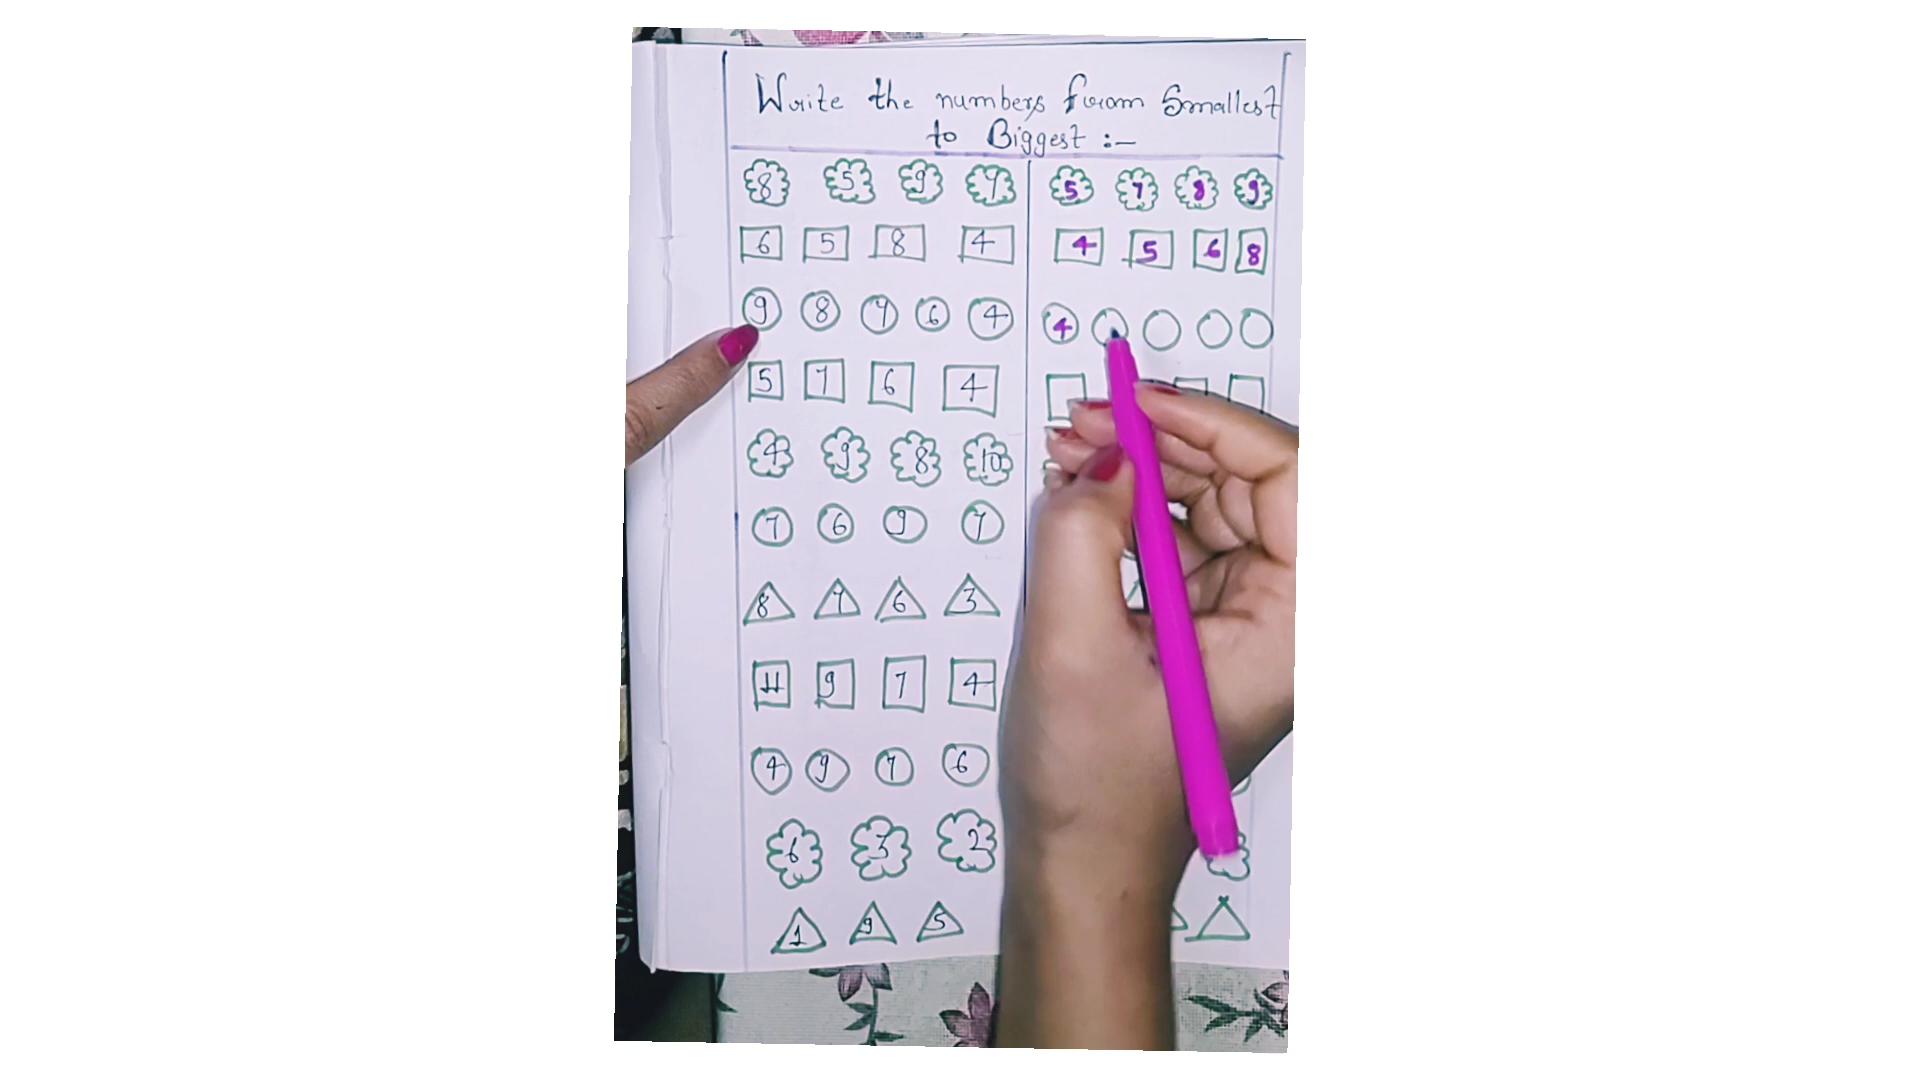 Write the numbers from Smallest
to Biggest :-
8 5 9 7 5 7 8 9
6 5 8 4 4 5 6 8
9 8 7 6 4 4
5 7 6 4
4 9 8 10
7 6 9 7
8 7 6 3
9 7 4
4 9 7 6
6 3 2
1 9 5